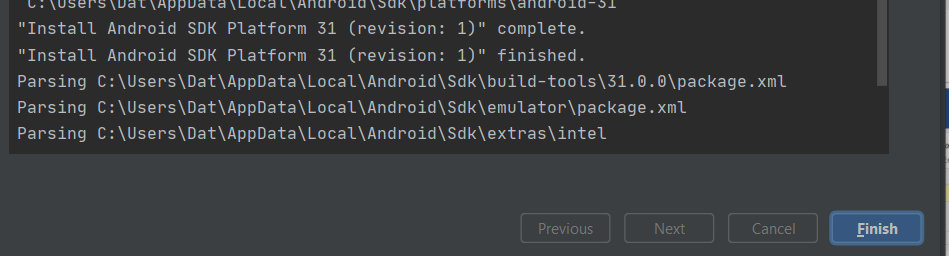 C:\Users\Dat\AppData\Local\Android\Sdk\platforms\android-31
"Install Android SDK Platform 31 (revision: 1)" complete.
"Install Android SDK Platform 31 (revision: 1)" finished.
Parsing C:\Users\Dat\AppData\Local\Android\Sdk\build-tools\31.0.0\package.xml
Parsing C:\Users\Dat\AppData\Local\Android\Sdk\emulator\package.xml
Parsing C:\Users\Dat\AppData\Local\Android\Sdk\extras\intel
Previous Next Cancel Finish